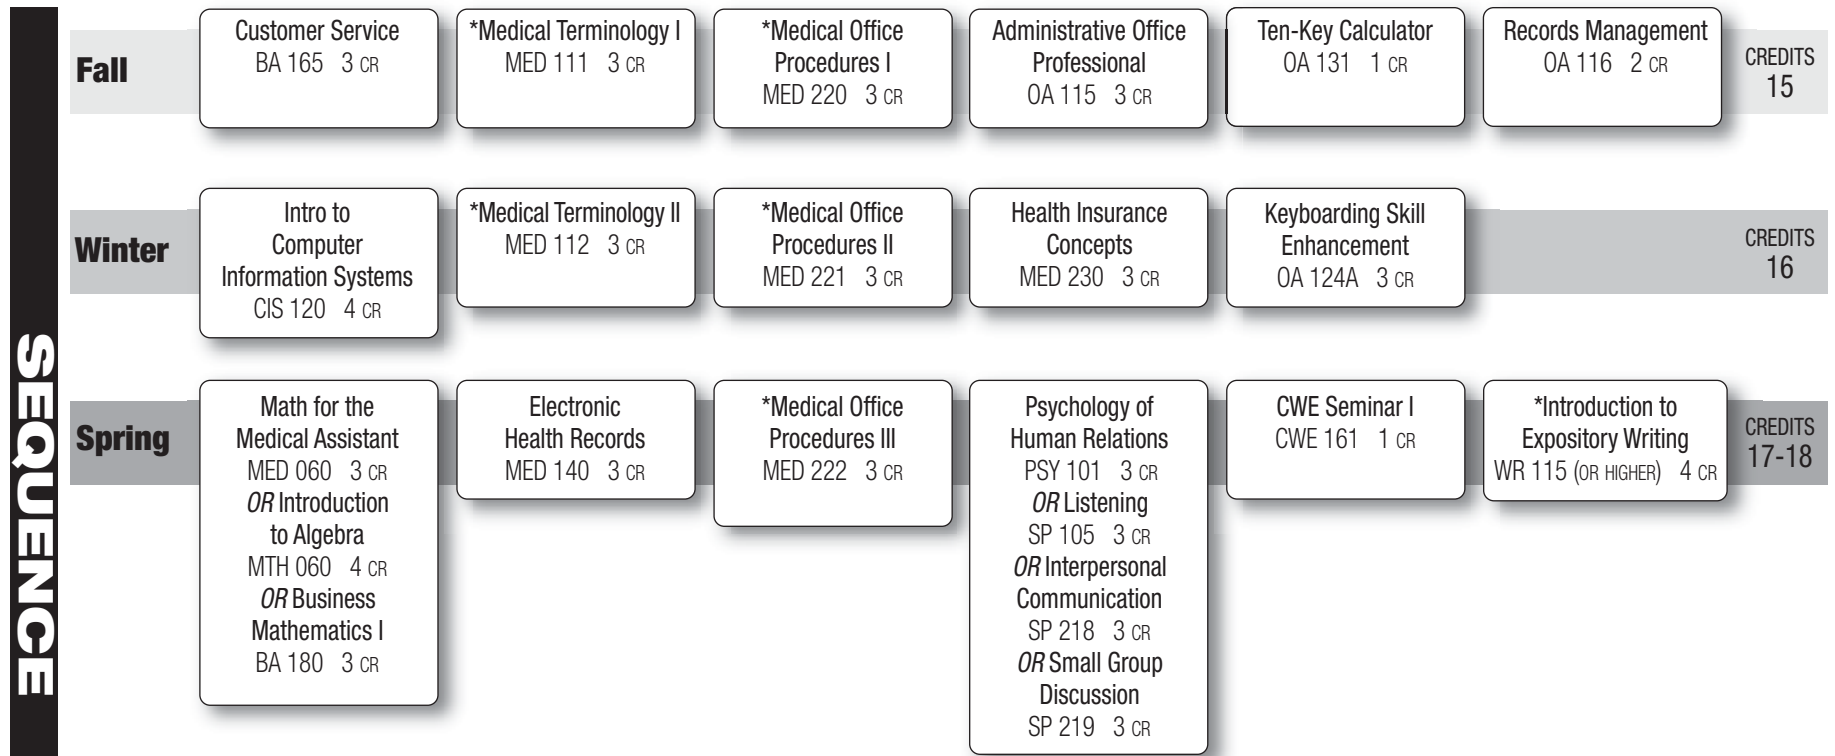 SEQUENCE
Fall
Customer Service
BA 165 3 CR
*Medical Terminology I
MED 111 3 CR
*Medical Office
Procedures I
MED 220 3 CR
Administrative Office
Professional
OA 115 3 CR
Ten-Key Calculator
OA 131 1 CR
Records Management
OA 116 2 CR
CREDITS
15
Winter
Intro to
Computer
Information Systems
CIS 120 4 CR
*Medical Terminology II
MED 112 3 CR
*Medical Office
Procedures II
MED 221 3 CR
Health Insurance
Concepts
MED 230 3 CR
Keyboarding Skill
Enhancement
OA 124A 3 CR
CREDITS
16
Spring
Math for the
Medical Assistant
MED 060 3 CR
OR Introduction
to Algebra
MTH 060 4 CR
OR Business
Mathematics I
BA 180 3 CR
Electronic
Health Records
MED 140 3 CR
*Medical Office
Procedures III
MED 222 3 CR
Psychology of
Human Relations
PSY 101 3 CR
OR Listening
SP 105 3 CR
OR Interpersonal
Communication
SP 218 3 CR
OR Small Group
Discussion
SP 219 3 CR
CWE Seminar I
CWE 161 1 CR
*Introduction to
Expository Writing
WR 115 (OR HIGHER) 4 CR
CREDITS
17-18